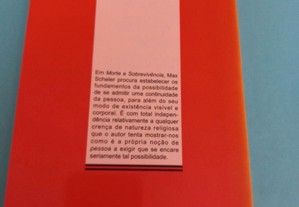 Em Morte e Sobrevivência, Max
Scheler procura estabelecer os
fundamentos da possibilidade
de se admitir uma continuidade
de pessoa, para além do seu
modo de existência visível e
corporal. É com total indepen-
dência relativamente a qualquer
crença de natureza religiosa
que o autor tenta mostrar-nos
como é a própria noção de
pessoa a exigir que se encare
seriamente tal possibilidade.